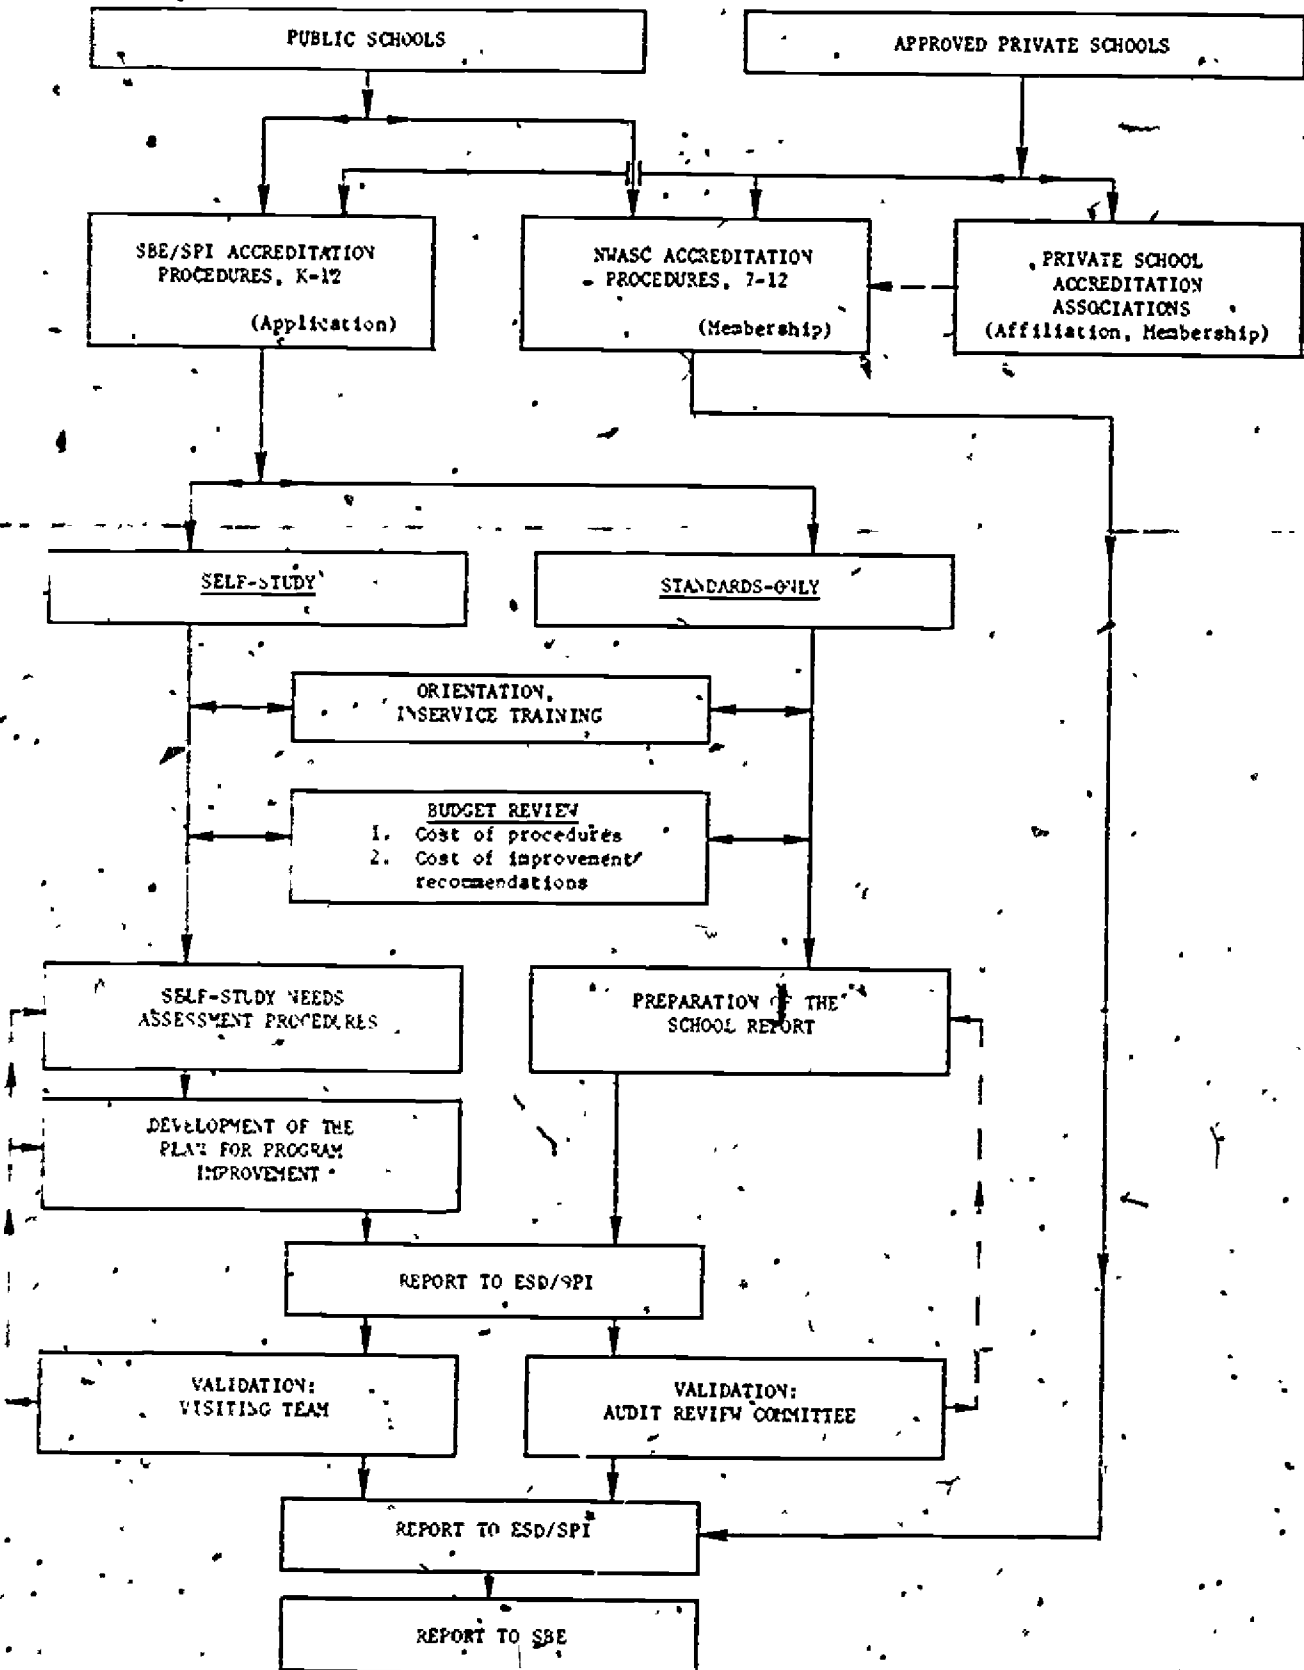 PUBLIC SCHOOLS
APPROVED PRIVATE SCHOOLS
SBE/SPI ACCREDITATION
PROCEDURES, K-12
(Application)
NWASC ACCREDITATION
PROCEDURES, 7-12
(Membership)
PRIVATE SCHOOL
ACCREDITATION
ASSOCIATIONS
(Affiliation, Membership)
SELF-STUDY
STANDARDS-ONLY
ORIENTATION,
INSERVICE TRAINING
BUDGET REVIEW
1. Cost of procedures
2. Cost of improvement/
recommendations
SELF-STUDY NEEDS
ASSESSMENT PROCEDURES
PREPARATION OF THE
SCHOOL REPORT
DEVELOPMENT OF THE
PLAN FOR PROGRAM
IMPROVEMENT
REPORT TO ESD/SPI
VALIDATION:
VISITING TEAM
VALIDATION:
AUDIT REVIEW COMMITTEE
REPORT TO ESD/SPI
REPORT TO SBE